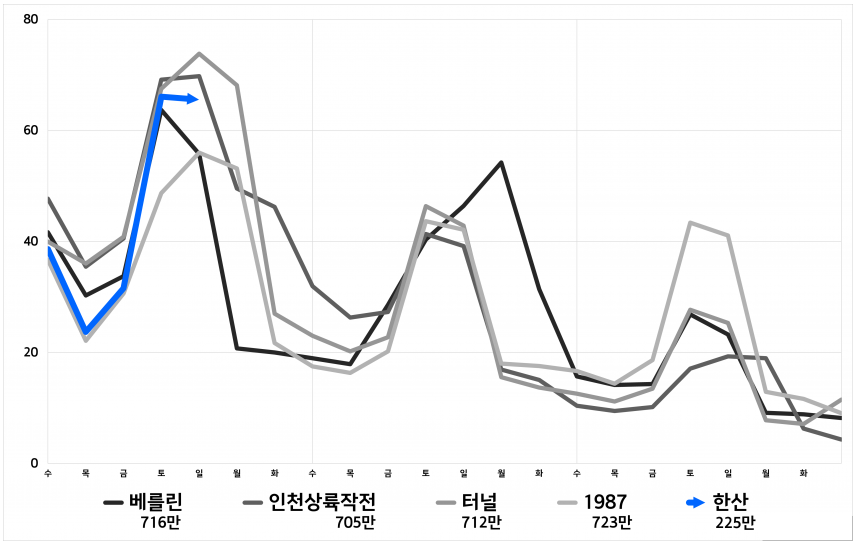 80
60
40
20
0
수 목 금 토 일 월 화 수 목 금 토 일 월 화 수 목 금 토 일 월 화
베를린 인천상륙작전 터널 1987 한산
716만 705만 712만 723만 225만